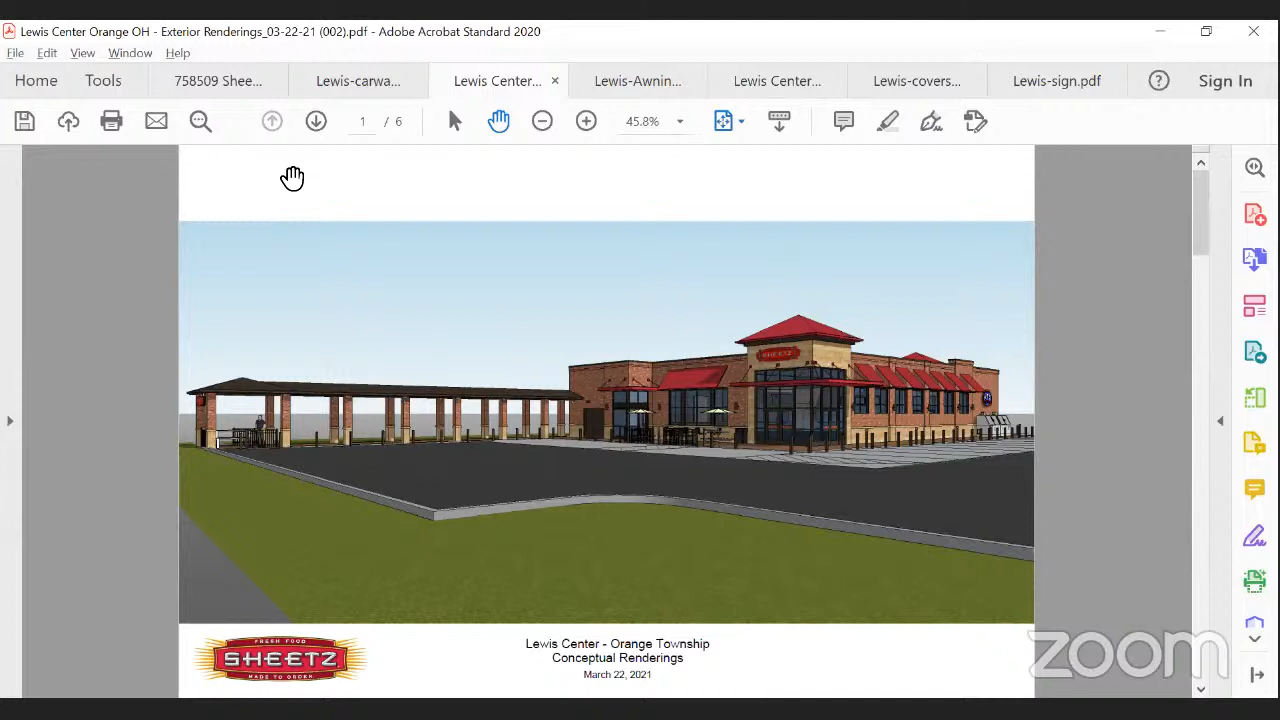 Lewis Center Orange OH - Exterior Renderings_03-22-21 (002).pdf - Adobe Acrobat Standard 2020
File Edit View Window Help
Home Tools 758509 Shee... Lewis-carwa... Lewis Center... × Lewis-Awnin... Lewis Center... Lewis-covers... Lewis-sign.pdf Sign In
1 / 6 45.8%
SHEETZ
FRESH FOOD
SHEETZ
MADE TO ORDER
Lewis Center - Orange Township
Conceptual Renderings
March 22, 2021
zoom